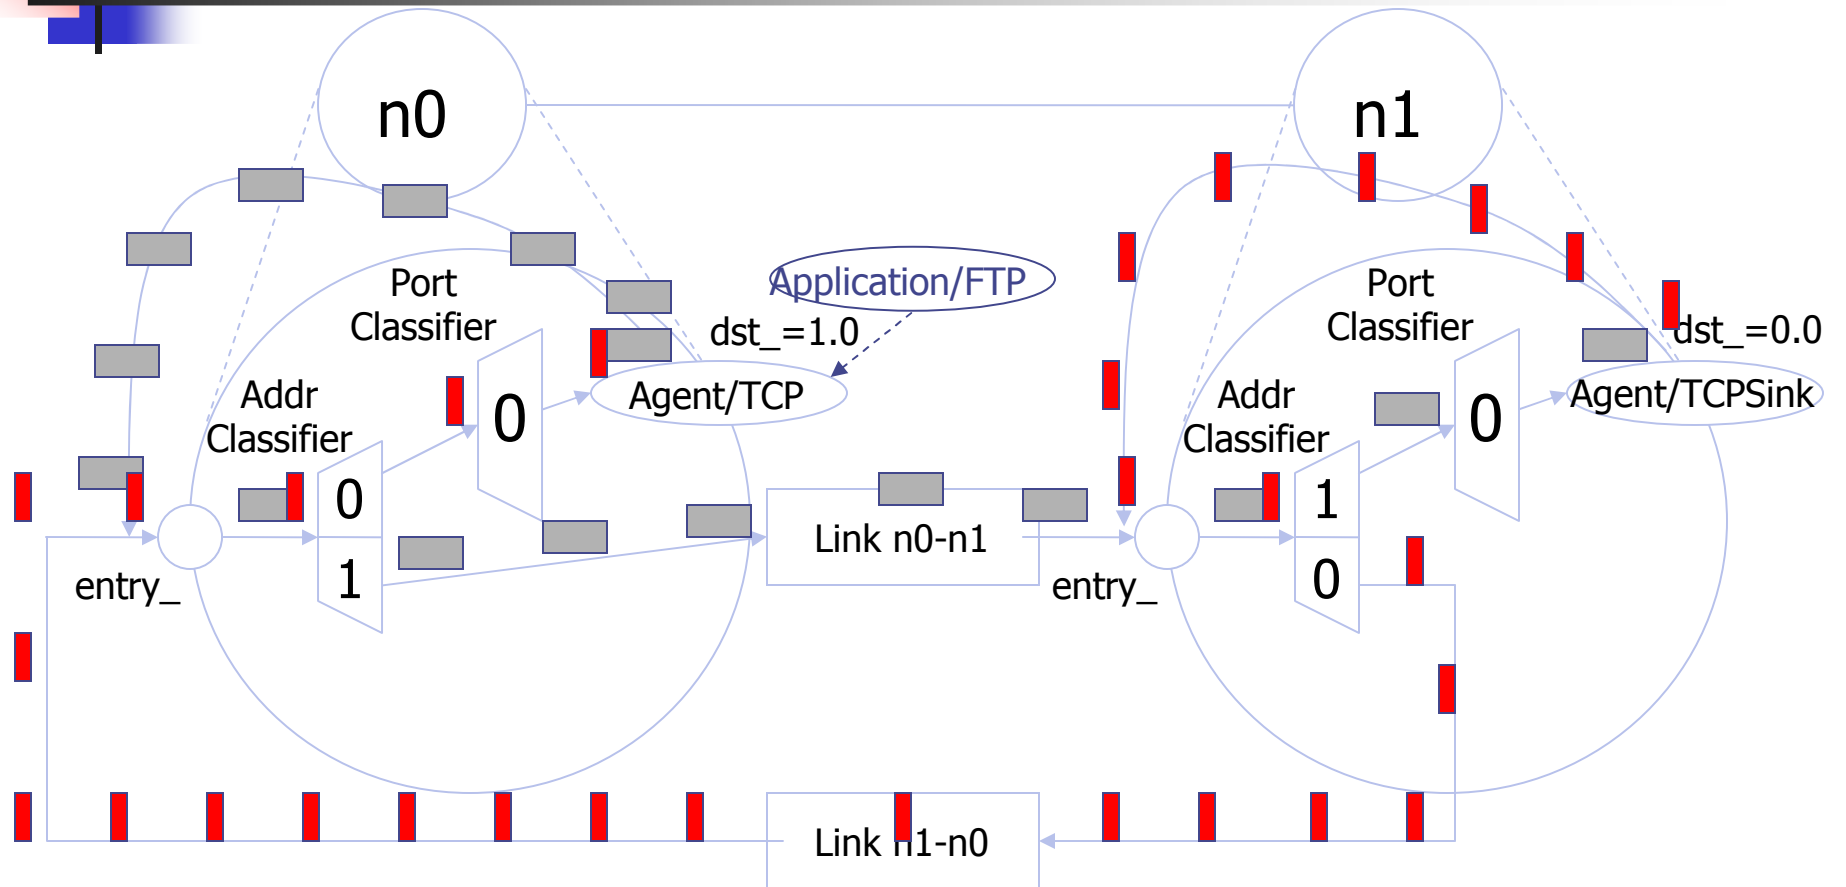 n0
n1
Port
Classifier
Application/FTP
dst_=1.0
Addr
Classifier
0
Agent/TCP
0
1
entry_
Link n0-n1
Port
Classifier
dst_=0.0
Addr
Classifier
0
Agent/TCPSink
1
0
entry_
Link n1-n0